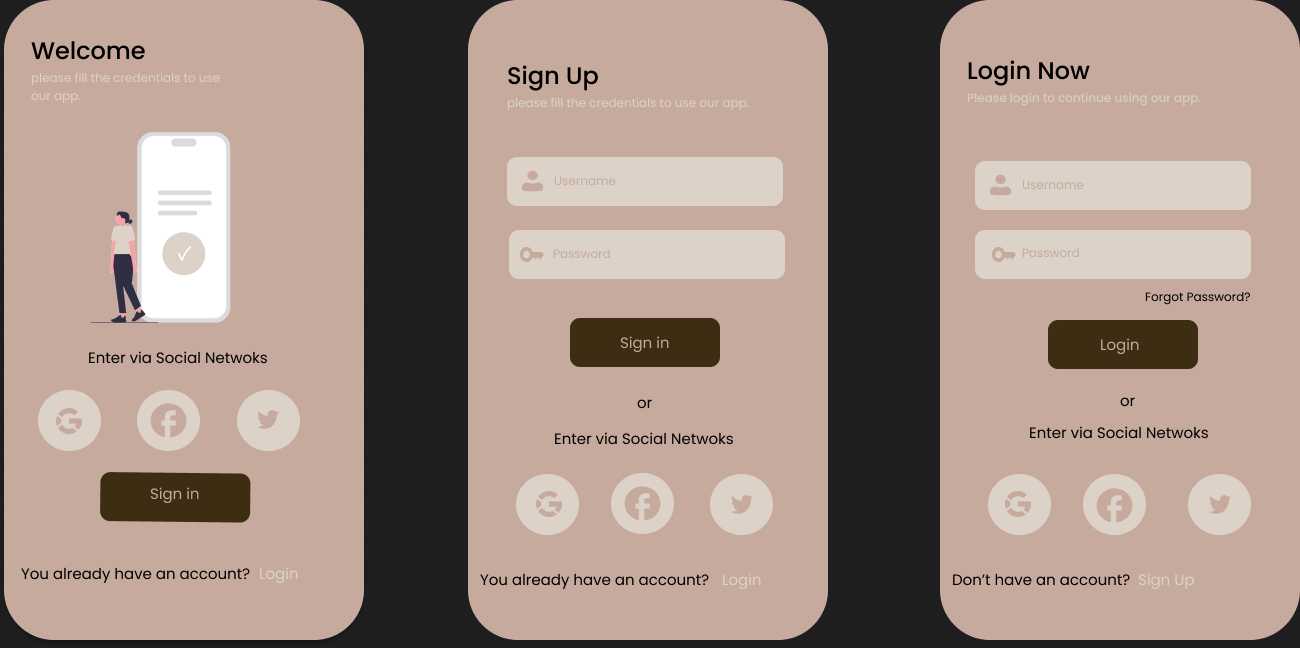 Welcome
please fill the credentials to use
our app.
Enter via Social Netwoks
Sign in
You already have an account? Login
Sign Up
please fill the credentials to use our app.
Username
Password
Sign in
or
Enter via Social Netwoks
You already have an account? Login
Login Now
Please login to continue using our app.
Username
Password
Forgot Password?
Login
or
Enter via Social Netwoks
Don’t have an account? Sign Up